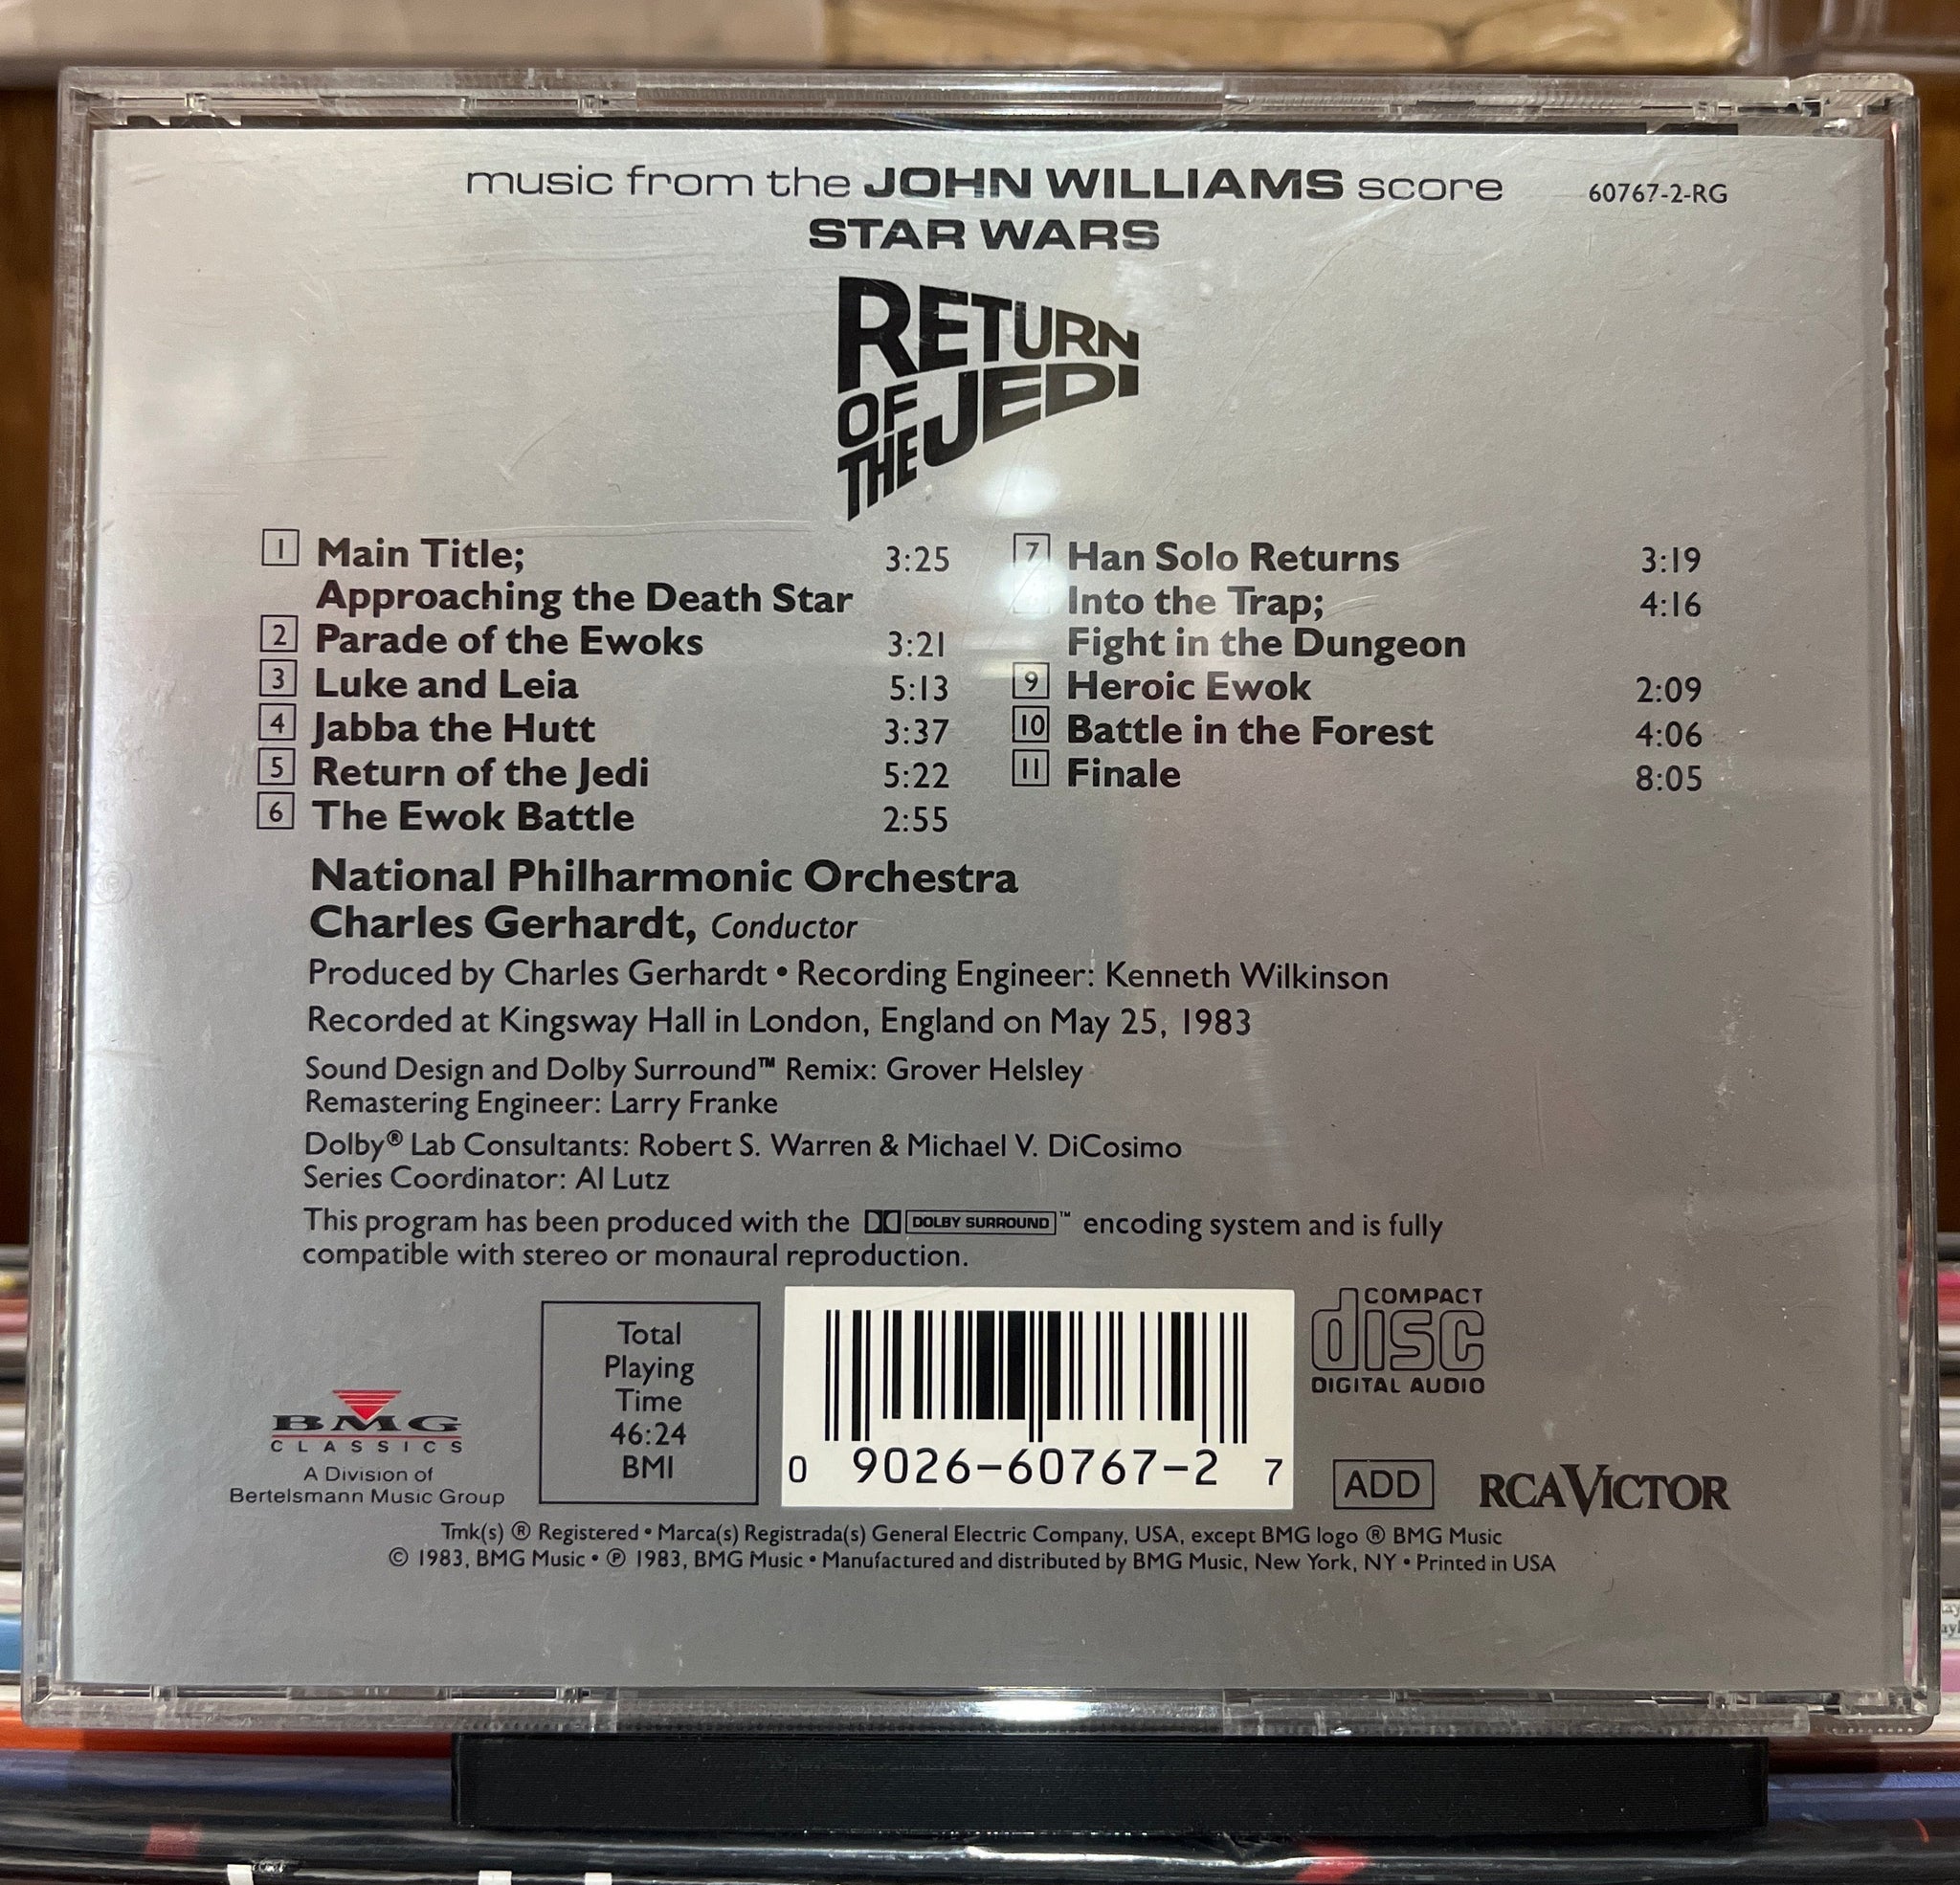 music from the JOHN WILLIAMS score
60767-2-RG
STAR WARS
RETURN
OF THE JEDI
1 Main Title; 3:25
Approaching the Death Star
2 Parade of the Ewoks 3:21
3 Luke and Leia 5:13
4 Jabba the Hutt 3:37
5 Return of the Jedi 5:22
6 The Ewok Battle 2:55
7 Han Solo Returns 3:19
Into the Trap; 4:16
Fight in the Dungeon
9 Heroic Ewok 2:09
10 Battle in the Forest 4:06
11 Finale 8:05
National Philharmonic Orchestra
Charles Gerhardt, Conductor
Produced by Charles Gerhardt • Recording Engineer: Kenneth Wilkinson
Recorded at Kingsway Hall in London, England on May 25, 1983
Sound Design and Dolby Surround™ Remix: Grover Helsley
Remastering Engineer: Larry Franke
Dolby® Lab Consultants: Robert S. Warren & Michael V. DiCosimo
Series Coordinator: Al Lutz
This program has been produced with the DOLBY SURROUND™ encoding system and is fully
compatible with stereo or monaural reproduction.
BMG
CLASSICS
A Division of
Bertelsmann Music Group
Total
Playing
Time
46:24
BMI
0 9026-60767-2 7
COMPACT
disc
DIGITAL AUDIO
ADD
RCA VICTOR
Tmk(s) ® Registered • Marca(s) Registrada(s) General Electric Company, USA, except BMG logo ® BMG Music
© 1983, BMG Music • ℗ 1983, BMG Music • Manufactured and distributed by BMG Music, New York, NY • Printed in USA